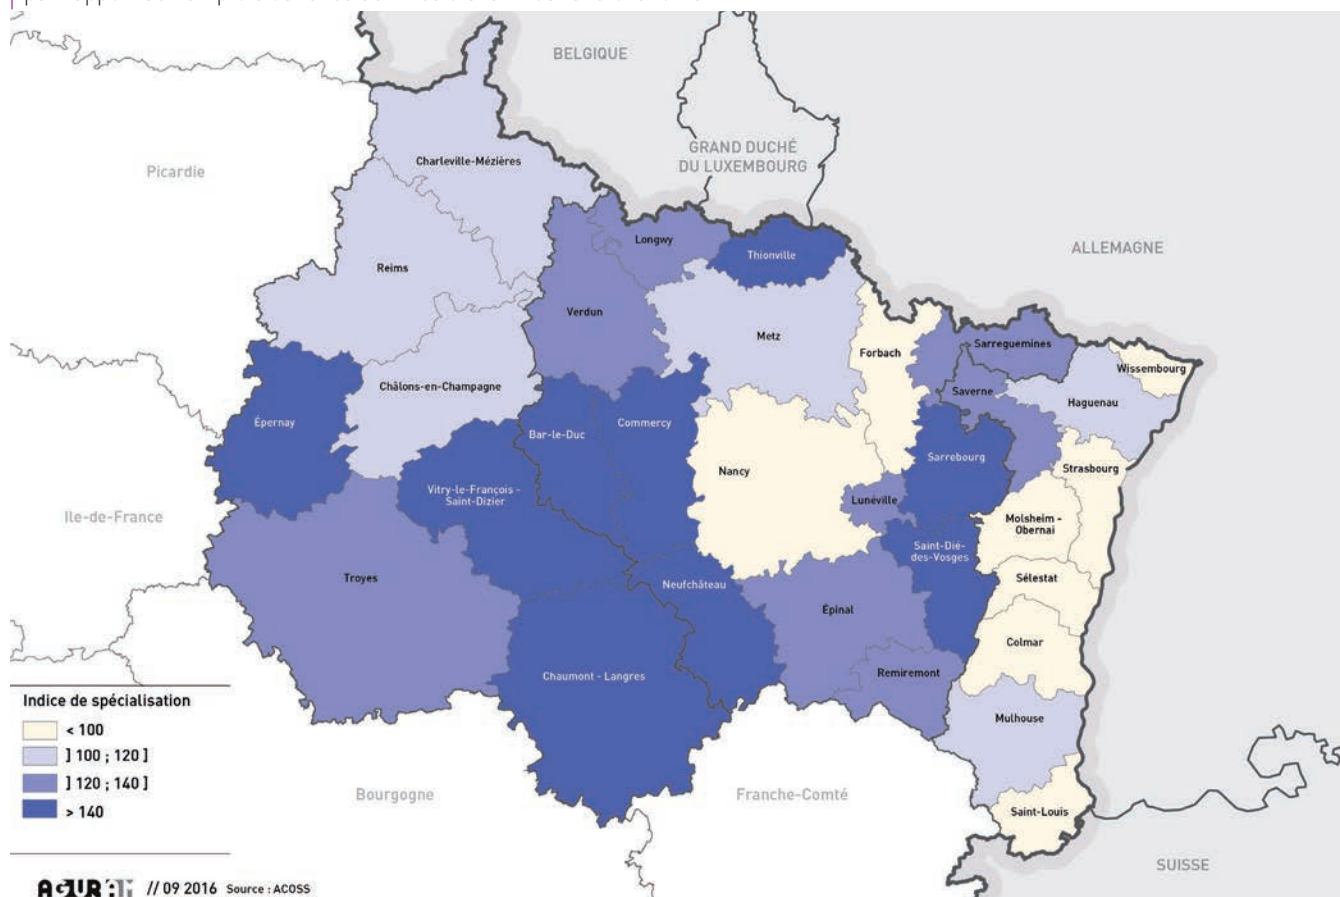 BELGIQUE
GRAND DUCHÉ
DU LUXEMBOURG
Picardie
Charleville-Mézières
ALLEMAGNE
Longwy
Thionville
Reims
Verdun
Metz
Forbach
Sarreguemines
Wissembourg
Châlons-en-Champagne
Saverne
Haguenau
Épernay
Bar-le-Duc
Commercy
Sarrebourg
Nancy
Strasbourg
Vitry-le-François -
Saint-Dizier
Lunéville
Ile-de-France
Molsheim -
Obernai
Saint-Dié-
des-Vosges
Troyes
Neufchâteau
Sélestat
Épinal
Colmar
Chaumont - Langres
Remiremont
Mulhouse
Indice de spécialisation
< 100
] 100 ; 120 ]
] 120 ; 140 ]
> 140
Bourgogne
Franche-Comté
Saint-Louis
SUISSE
// 09 2016 Source : ACOSS